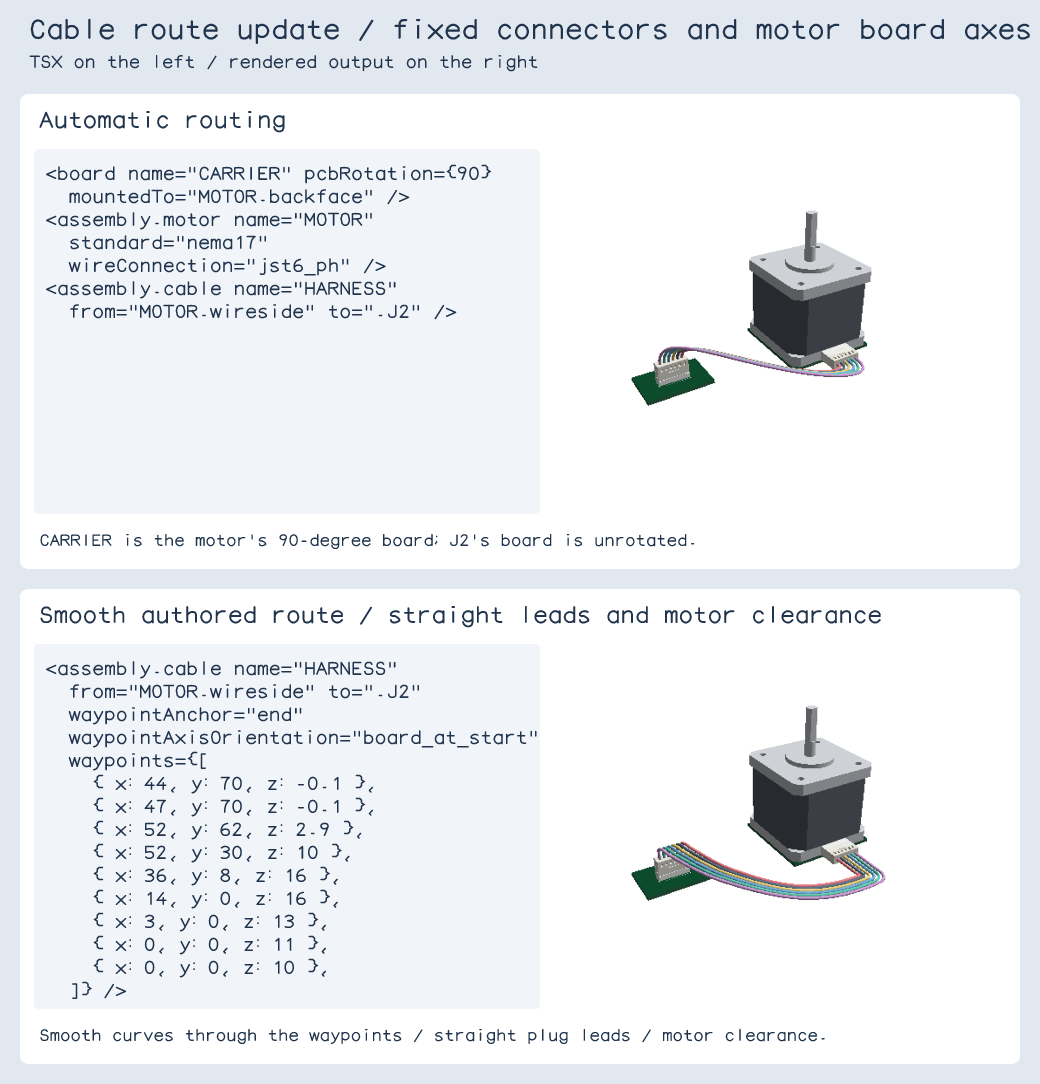 Cable route update / fixed connectors and motor board axes
TSX on the left / rendered output on the right
Automatic routing
<board name="CARRIER" pcbRotation={90}
  mountedTo="MOTOR.backface" />
<assembly.motor name="MOTOR"
  standard="nema17"
  wireConnection="jst6_ph" />
<assembly.cable name="HARNESS"
  from="MOTOR.wireside" to=".J2" />
CARRIER is the motor's 90-degree board; J2's board is unrotated.
Smooth authored route / straight leads and motor clearance
<assembly.cable name="HARNESS"
  from="MOTOR.wireside" to=".J2"
  waypointAnchor="end"
  waypointAxisOrientation="board_at_start"
  waypoints={[
    { x: 44, y: 70, z: -0.1 },
    { x: 47, y: 70, z: -0.1 },
    { x: 52, y: 62, z: 2.9 },
    { x: 52, y: 30, z: 10 },
    { x: 36, y: 8, z: 16 },
    { x: 14, y: 0, z: 16 },
    { x: 3, y: 0, z: 13 },
    { x: 0, y: 0, z: 11 },
    { x: 0, y: 0, z: 10 },
  ]} />
Smooth curves through the waypoints / straight plug leads / motor clearance.